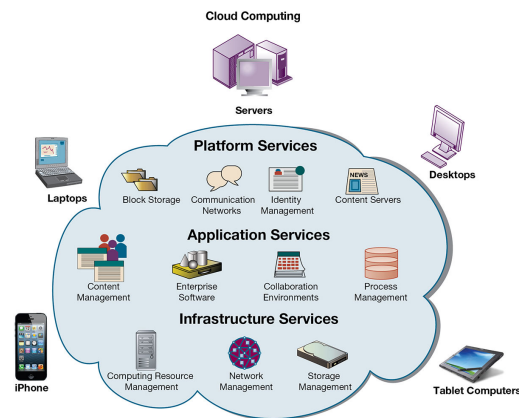 Cloud Computing
Servers
Platform Services
Laptops
Desktops
NEWS
Block Storage
Communication
Networks
Identity
Management
Content Servers
Application Services
Content
Management
Enterprise
Software
Collaboration
Environments
Process
Management
Infrastructure Services
iPhone
Computing Resource
Management
Network
Management
Storage
Management
Tablet Computers